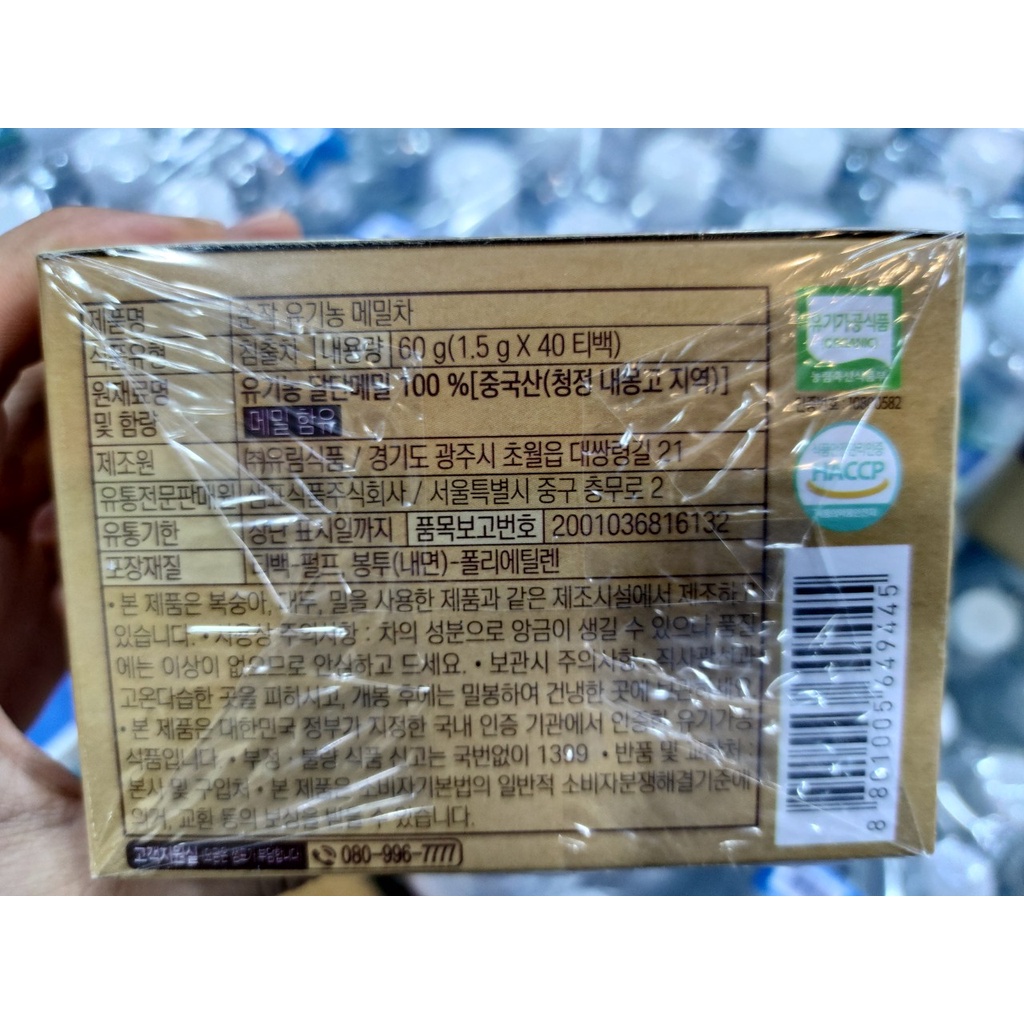 제품명 순작 유기농 메밀차
식품유형 침출차 내용량 60 g(1.5 g X 40 티백)
원재료명 유기농 달단메밀 100 %[중국산(청정 내몽고 지역)]
및 함량 메밀 함유
제조원 ㈜유림식품 / 경기도 광주시 초월읍 대쌍령길 21
유통전문판매원 샘표식품주식회사 / 서울특별시 중구 충무로 2
유통기한 상단 표시일까지 품목보고번호 2001036816132
포장재질 티백-펄프 봉투(내면)-폴리에틸렌
• 본 제품은 복숭아, 대두, 밀을 사용한 제품과 같은 제조시설에서 제조하고
있습니다. • 사용상 주의사항 : 차의 성분으로 앙금이 생길 수 있으나 품질
에는 이상이 없으므로 안심하고 드세요. • 보관시 주의사항 : 직사광선과
고온다습한 곳을 피하시고, 개봉 후에는 밀봉하여 건냉한 곳에 보관하세요.
• 본 제품은 대한민국 정부가 지정한 국내 인증 기관에서 인증한 유기가공
식품입니다 • 부정 · 불량 식품 신고는 국번없이 1399 • 반품 및 교환처 :
본사 및 구입처 • 본 제품은 소비자기본법의 일반적 소비자분쟁해결기준에
의거, 교환 등의 보상을 받을 수 있습니다.
고객지원실 080-996-7777
유기가공식품
ORGANIC
농림축산식품부
HACCP
8 801005 649445